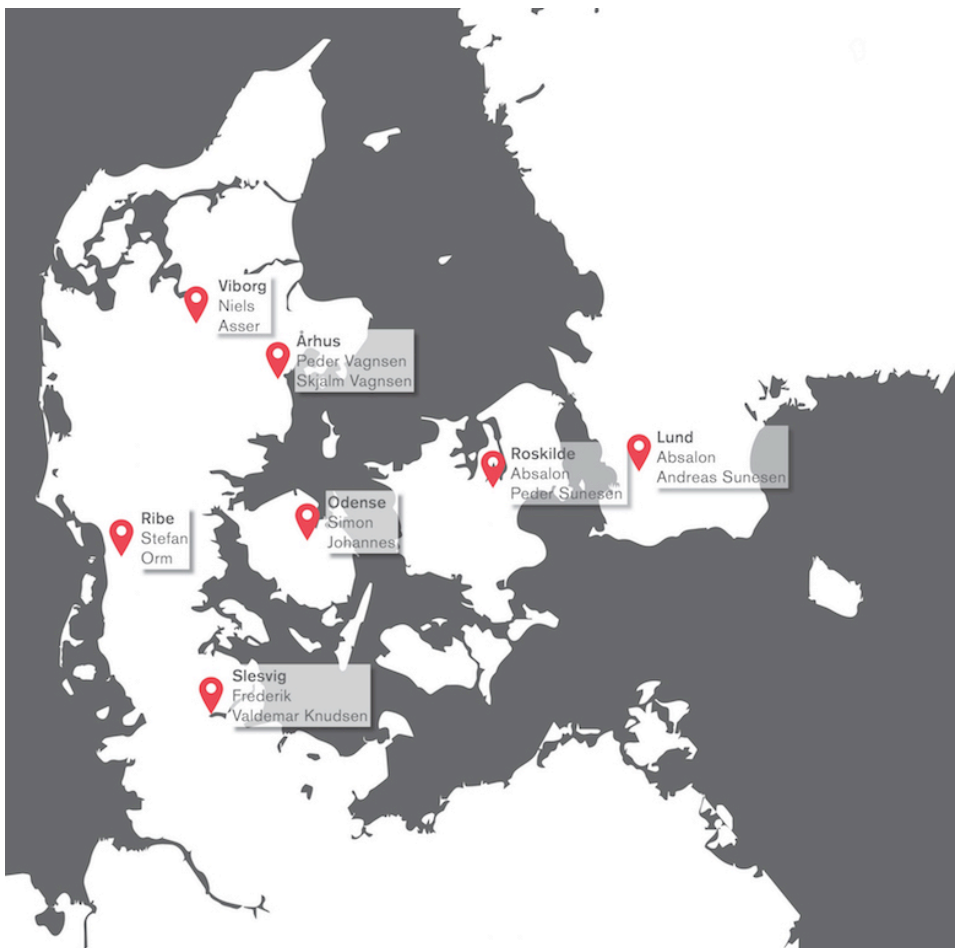 Viborg
Niels
Asser
Århus
Peder Vagnsen
Skjalm Vagnsen
Lund
Absalon
Andreas Sunesen
Roskilde
Absalon
Peder Sunesen
Odense
Simon
Johannes
Ribe
Stefan
Orm
Slesvig
Frederik
Valdemar Knudsen